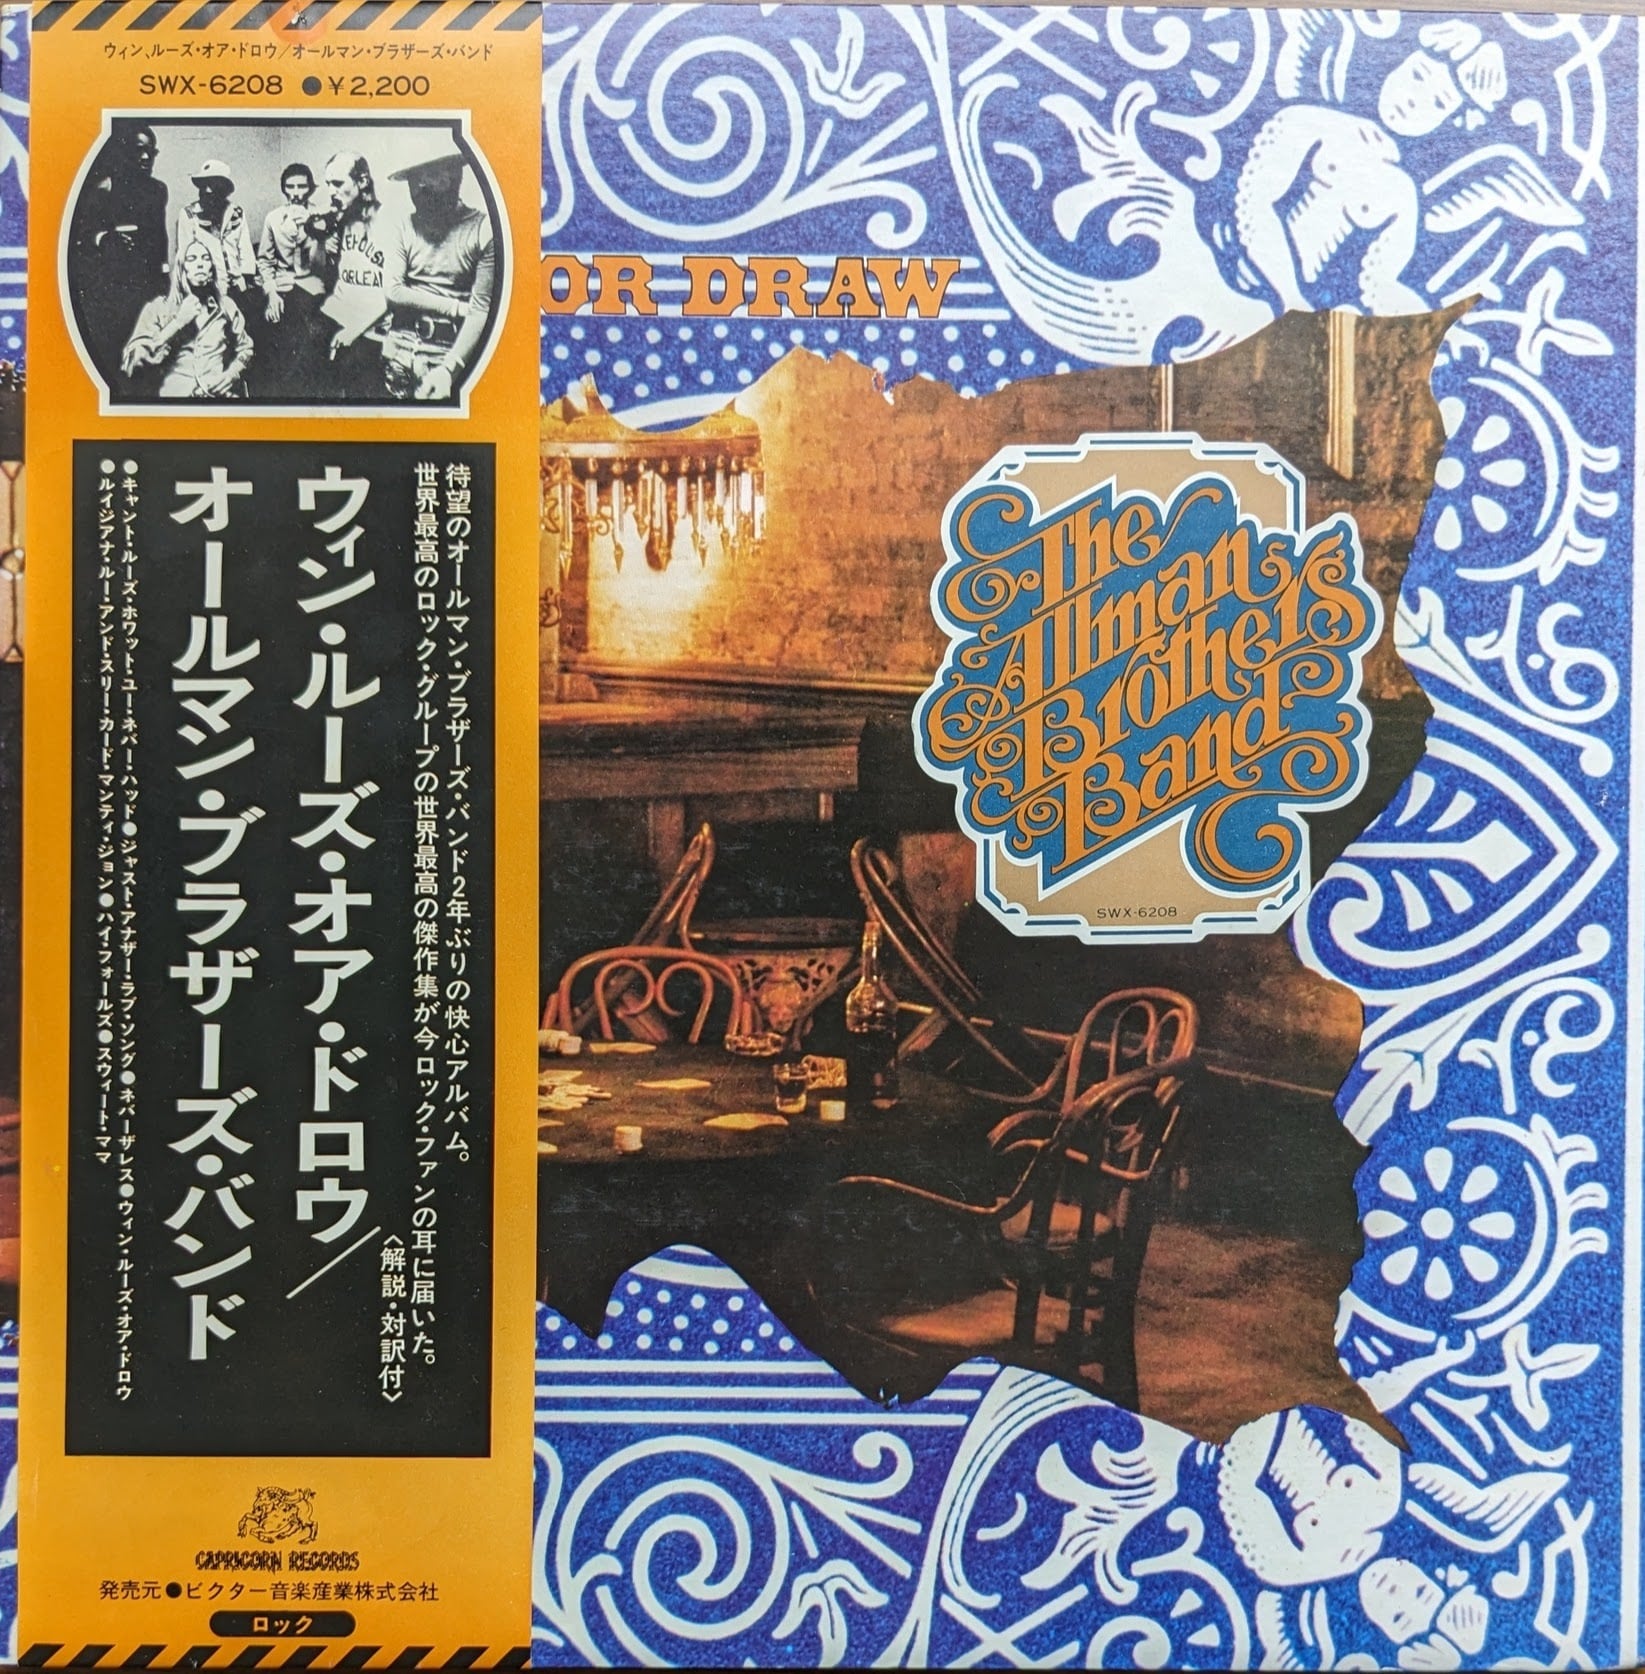 ウィン、ルーズ・オア・ドロウ/オールマン・ブラザーズ・バンド
SWX-6208 ●¥2,200
待望のオールマン・ブラザーズ・バンド2年ぶりの快心アルバム。
世界最高のロック・グループの世界最高の傑作集が今ロック・ファンの耳に届いた。
〈解説・対訳付〉
ウィン・ルーズ・オア・ドロウ/
オールマン・ブラザーズ・バンド
●キャント・ルーズ・ホワット・ユー・ネバー・ハッド●ジャスト・アナザー・ラブ・ソング●ネバーザレス●ウィン・ルーズ・オア・ドロウ
●ルイジアナ・ルー・アンド・スリー・カード・マンティ・ジョン●ハイ・フォールズ●スウィート・ママ
CAPRICORN RECORDS
発売元●ビクター音楽産業株式会社
ロック
OR DRAW
The
Allman
Brothers
Band
SWX-6208